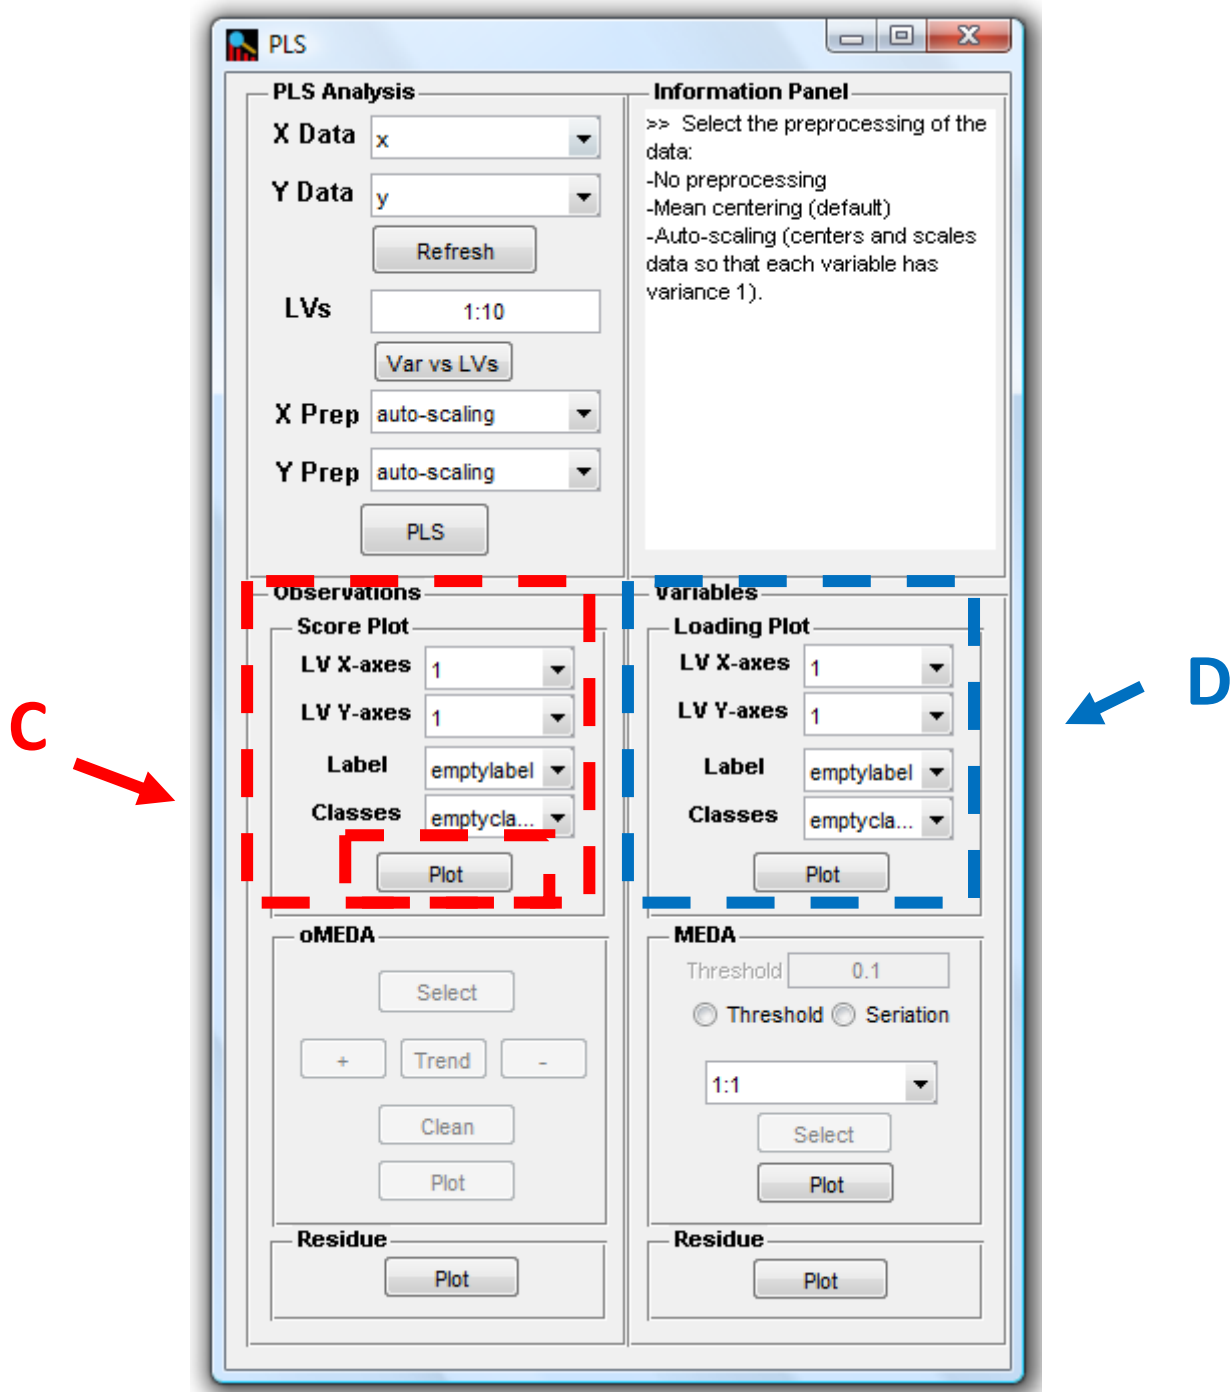 PLS
PLS Analysis
X Data x
Y Data y
Refresh
LVs 1:10
Var vs LVs
X Prep auto-scaling
Y Prep auto-scaling
PLS
Information Panel
>> Select the preprocessing of the
data:
-No preprocessing
-Mean centering (default)
-Auto-scaling (centers and scales
data so that each variable has
variance 1).
C
Observations
Score Plot
LV X-axes 1
LV Y-axes 1
Label emptylabel
Classes emptycla...
Plot
Variables
Loading Plot
LV X-axes 1
LV Y-axes 1
Label emptylabel
Classes emptycla...
Plot
D
oMEDA
Select
+ Trend -
Clean
Plot
MEDA
Threshold 0.1
Threshold Seriation
1:1
Select
Plot
Residue
Plot
Residue
Plot